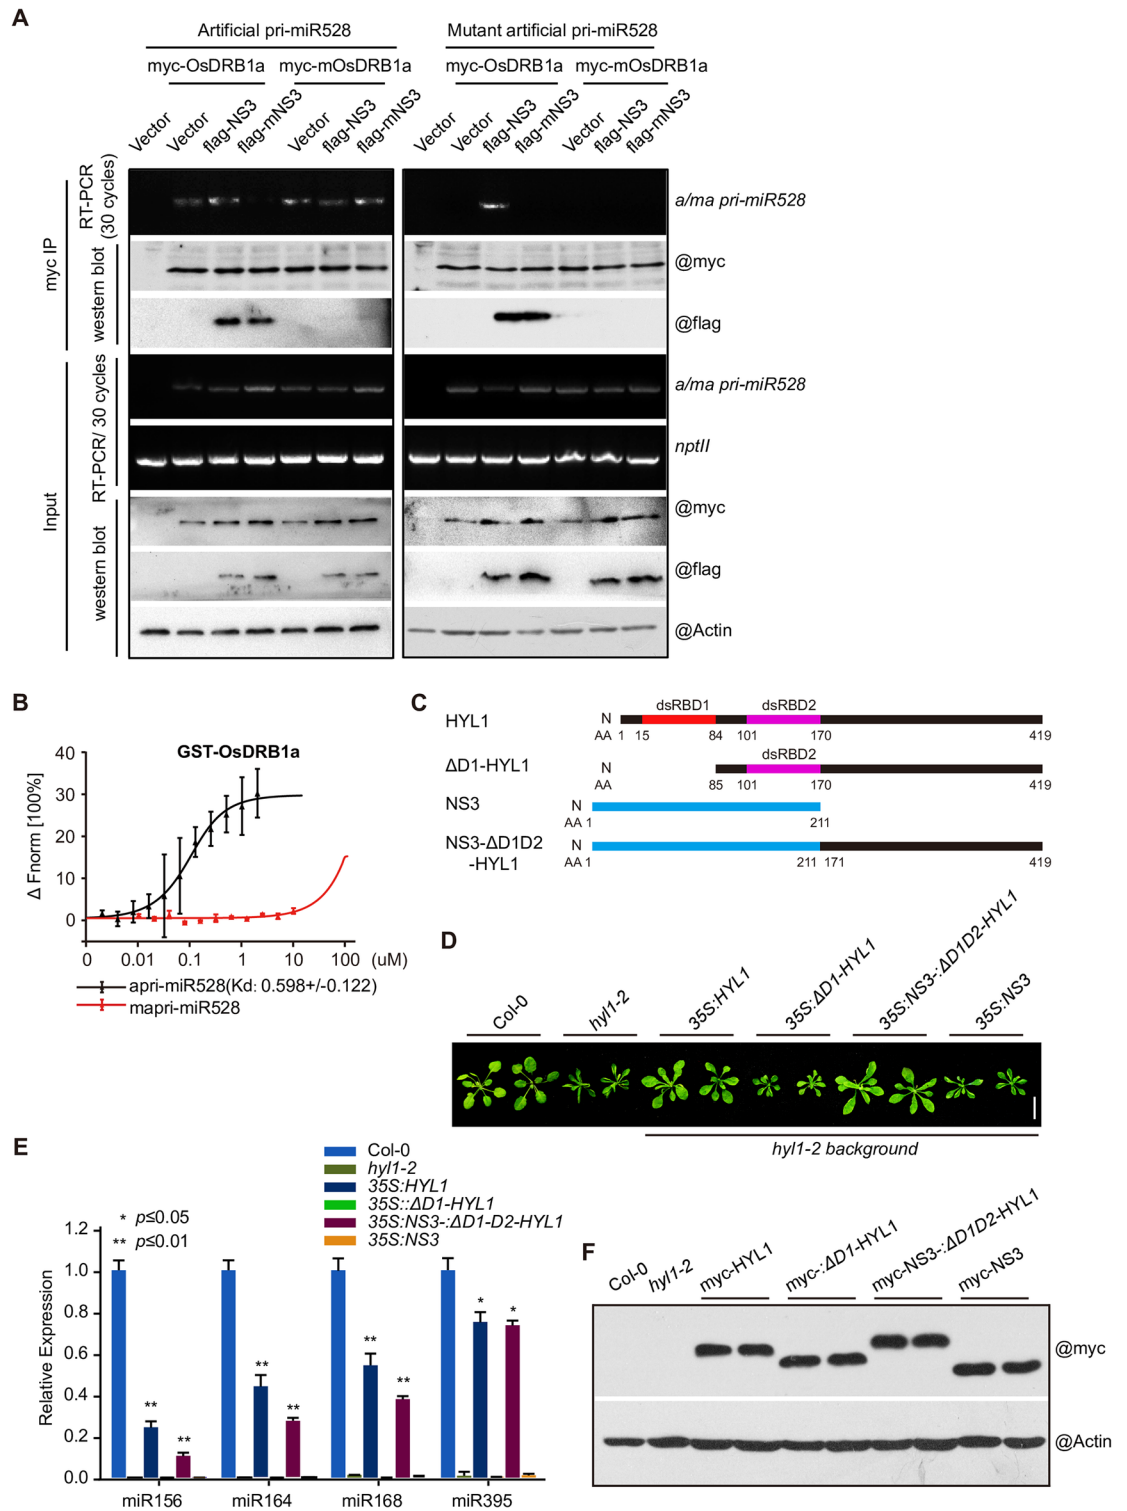 A
Artificial pri-miR528
Mutant artificial pri-miR528
myc-OsDRB1a
myc-mOsDRB1a
myc-OsDRB1a
myc-mOsDRB1a
Vector
Vector
flag-NS3
flag-mNS3
Vector
flag-NS3
flag-mNS3
Vector
Vector
flag-NS3
flag-mNS3
Vector
flag-NS3
flag-mNS3
myc IP
RT-PCR
(30 cycles)
western blot
a/ma pri-miR528
@myc
@flag
Input
RT-PCR/ 30 cycles
western blot
a/ma pri-miR528
nptII
@myc
@flag
@Actin
B
GST-OsDRB1a
Δ Fnorm [100%]
40
30
20
10
0
0 0.01 0.1 1 10 100 (uM)
apri-miR528(Kd: 0.598+/-0.122)
mapri-miR528
C
dsRBD1 dsRBD2
HYL1 N
AA 1 15 84 101 170 419
dsRBD2
ΔD1-HYL1 N
AA 85 101 170 419
NS3 N
AA 1 211
NS3-ΔD1D2
-HYL1
N
AA 1 211 171 419
D
Col-0
hyl1-2
35S:HYL1
35S:ΔD1-HYL1
35S:NS3-:ΔD1D2-HYL1
35S:NS3
hyl1-2 background
E
Col-0
hyl1-2
35S:HYL1
35S::ΔD1-HYL1
35S:NS3-:ΔD1-D2-HYL1
35S:NS3
* p≤0.05
** p≤0.01
Relative Expression
1.2
1.0
0.8
0.6
0.4
0.2
0.0
** ** ** ** ** ** * *
miR156 miR164 miR168 miR395
F
Col-0
hyl1-2
myc-HYL1
myc-:ΔD1-HYL1
myc-NS3-:ΔD1D2-HYL1
myc-NS3
@myc
@Actin